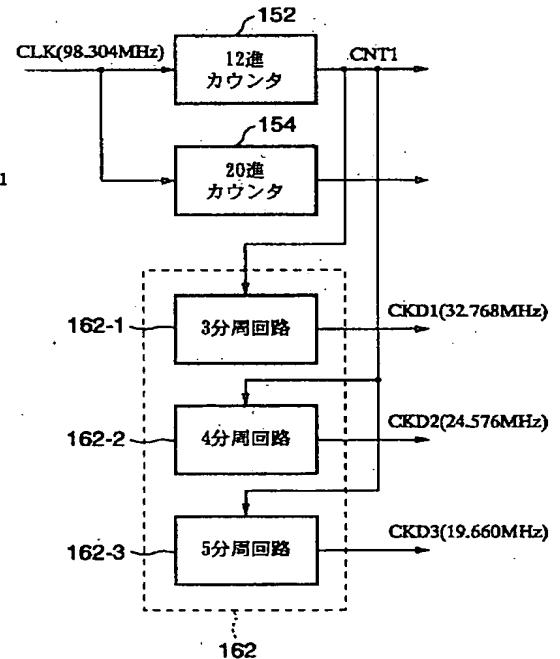 152
CLK(98.304MHz)
12進
カウンタ
CNT1
154
20進
カウンタ
1
162-1
3分周回路
CKD1(32.768MHz)
162-2
4分周回路
CKD2(24.576MHz)
162-3
5分周回路
CKD3(19.660MHz)
162